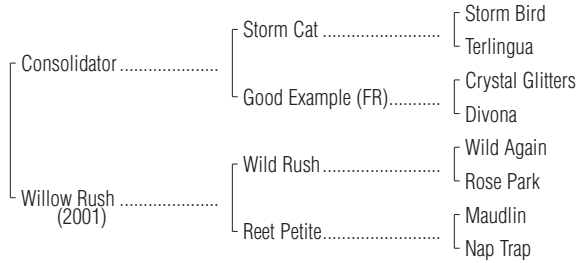 Storm Bird
Storm Cat ........................
Terlingua
Consolidator ....................
Crystal Glitters
Good Example (FR)...........
Divona
Wild Again
Wild Rush ........................
Rose Park
Willow Rush ....................
(2001)
Maudlin
Reet Petite........................
Nap Trap